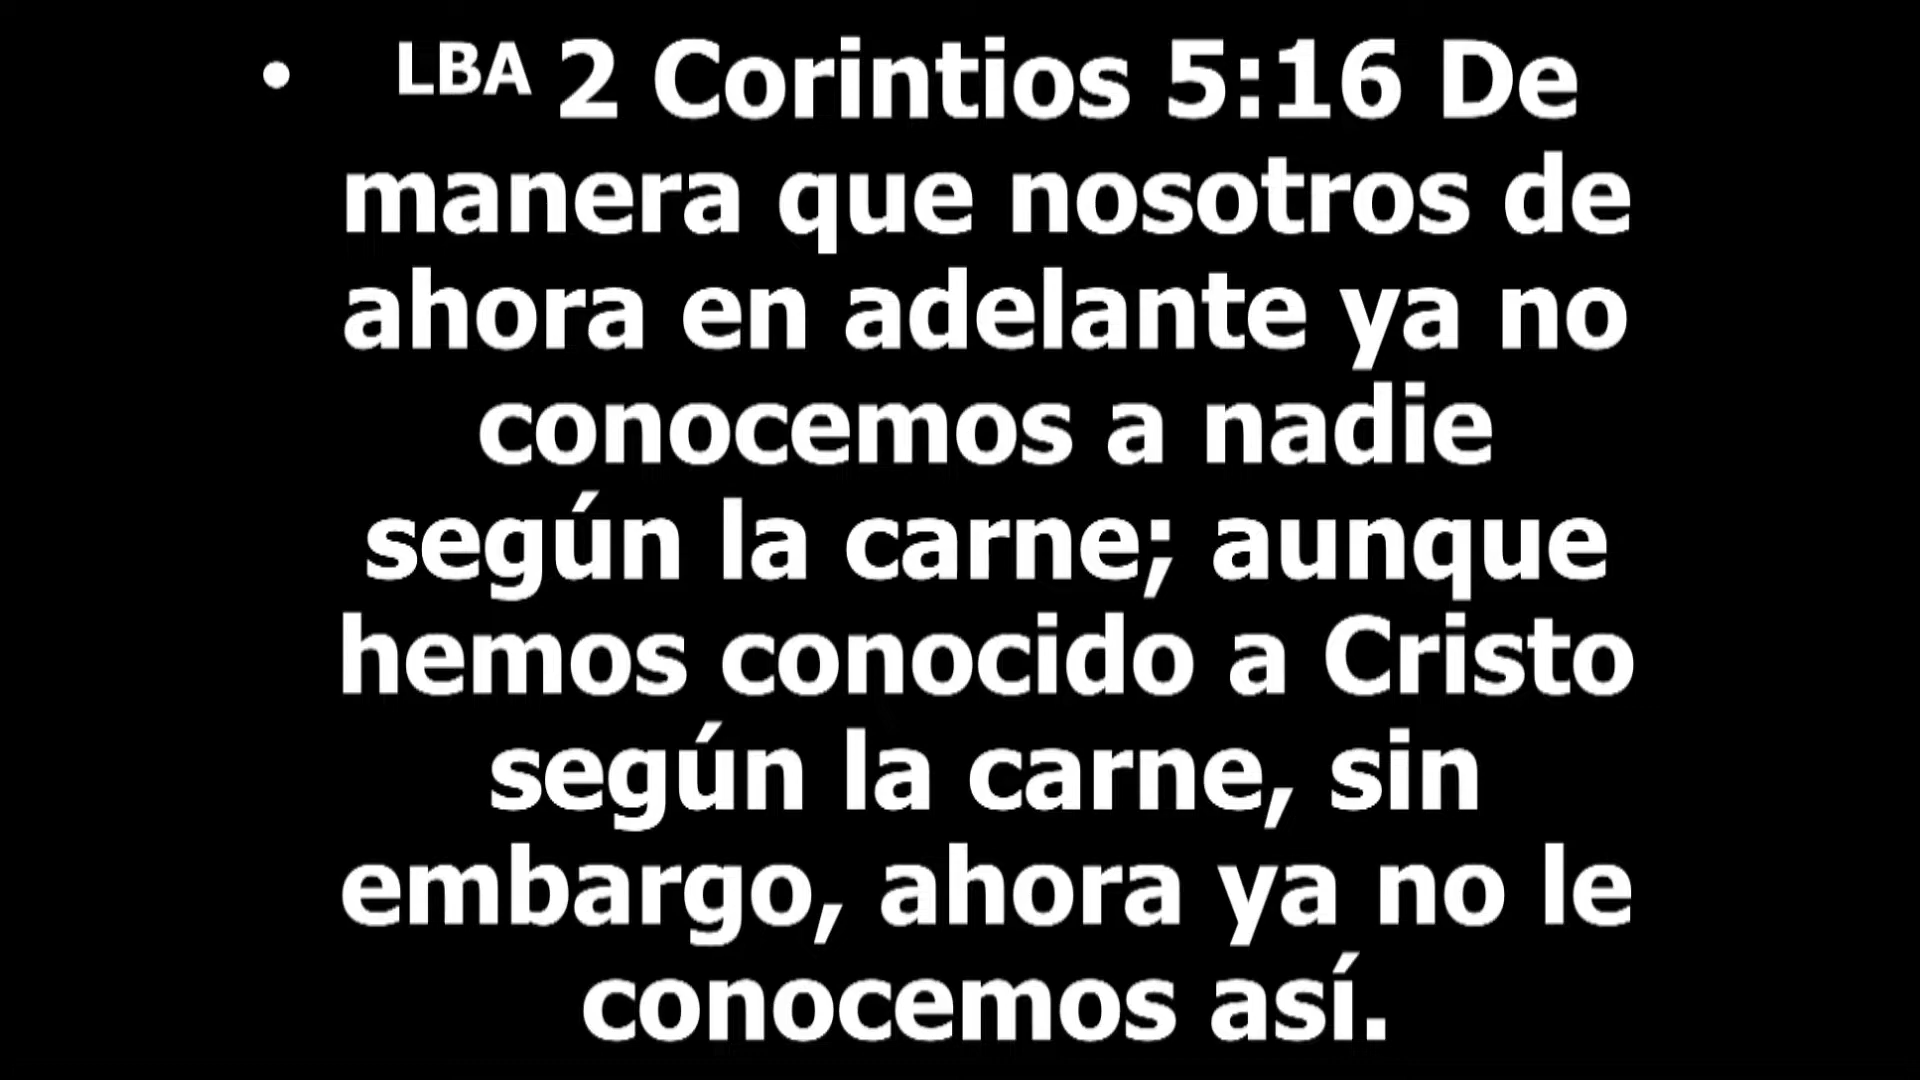 • LBA 2 Corintios 5:16 De
manera que nosotros de
ahora en adelante ya no
conocemos a nadie
según la carne; aunque
hemos conocido a Cristo
según la carne, sin
embargo, ahora ya no le
conocemos así.